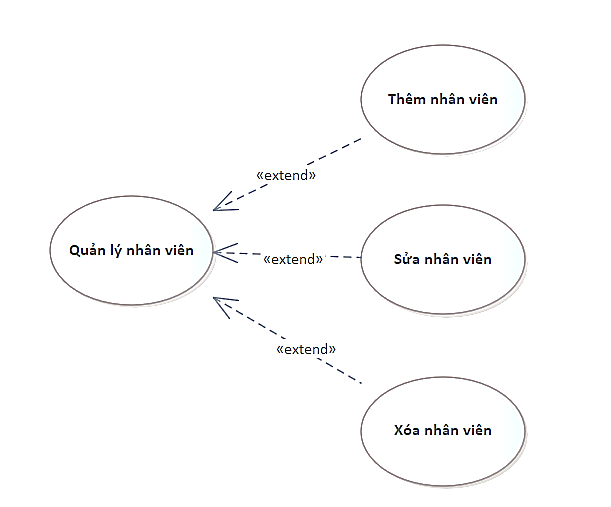 Thêm nhân viên
«extend»
Quản lý nhân viên
«extend»
Sửa nhân viên
«extend»
Xóa nhân viên